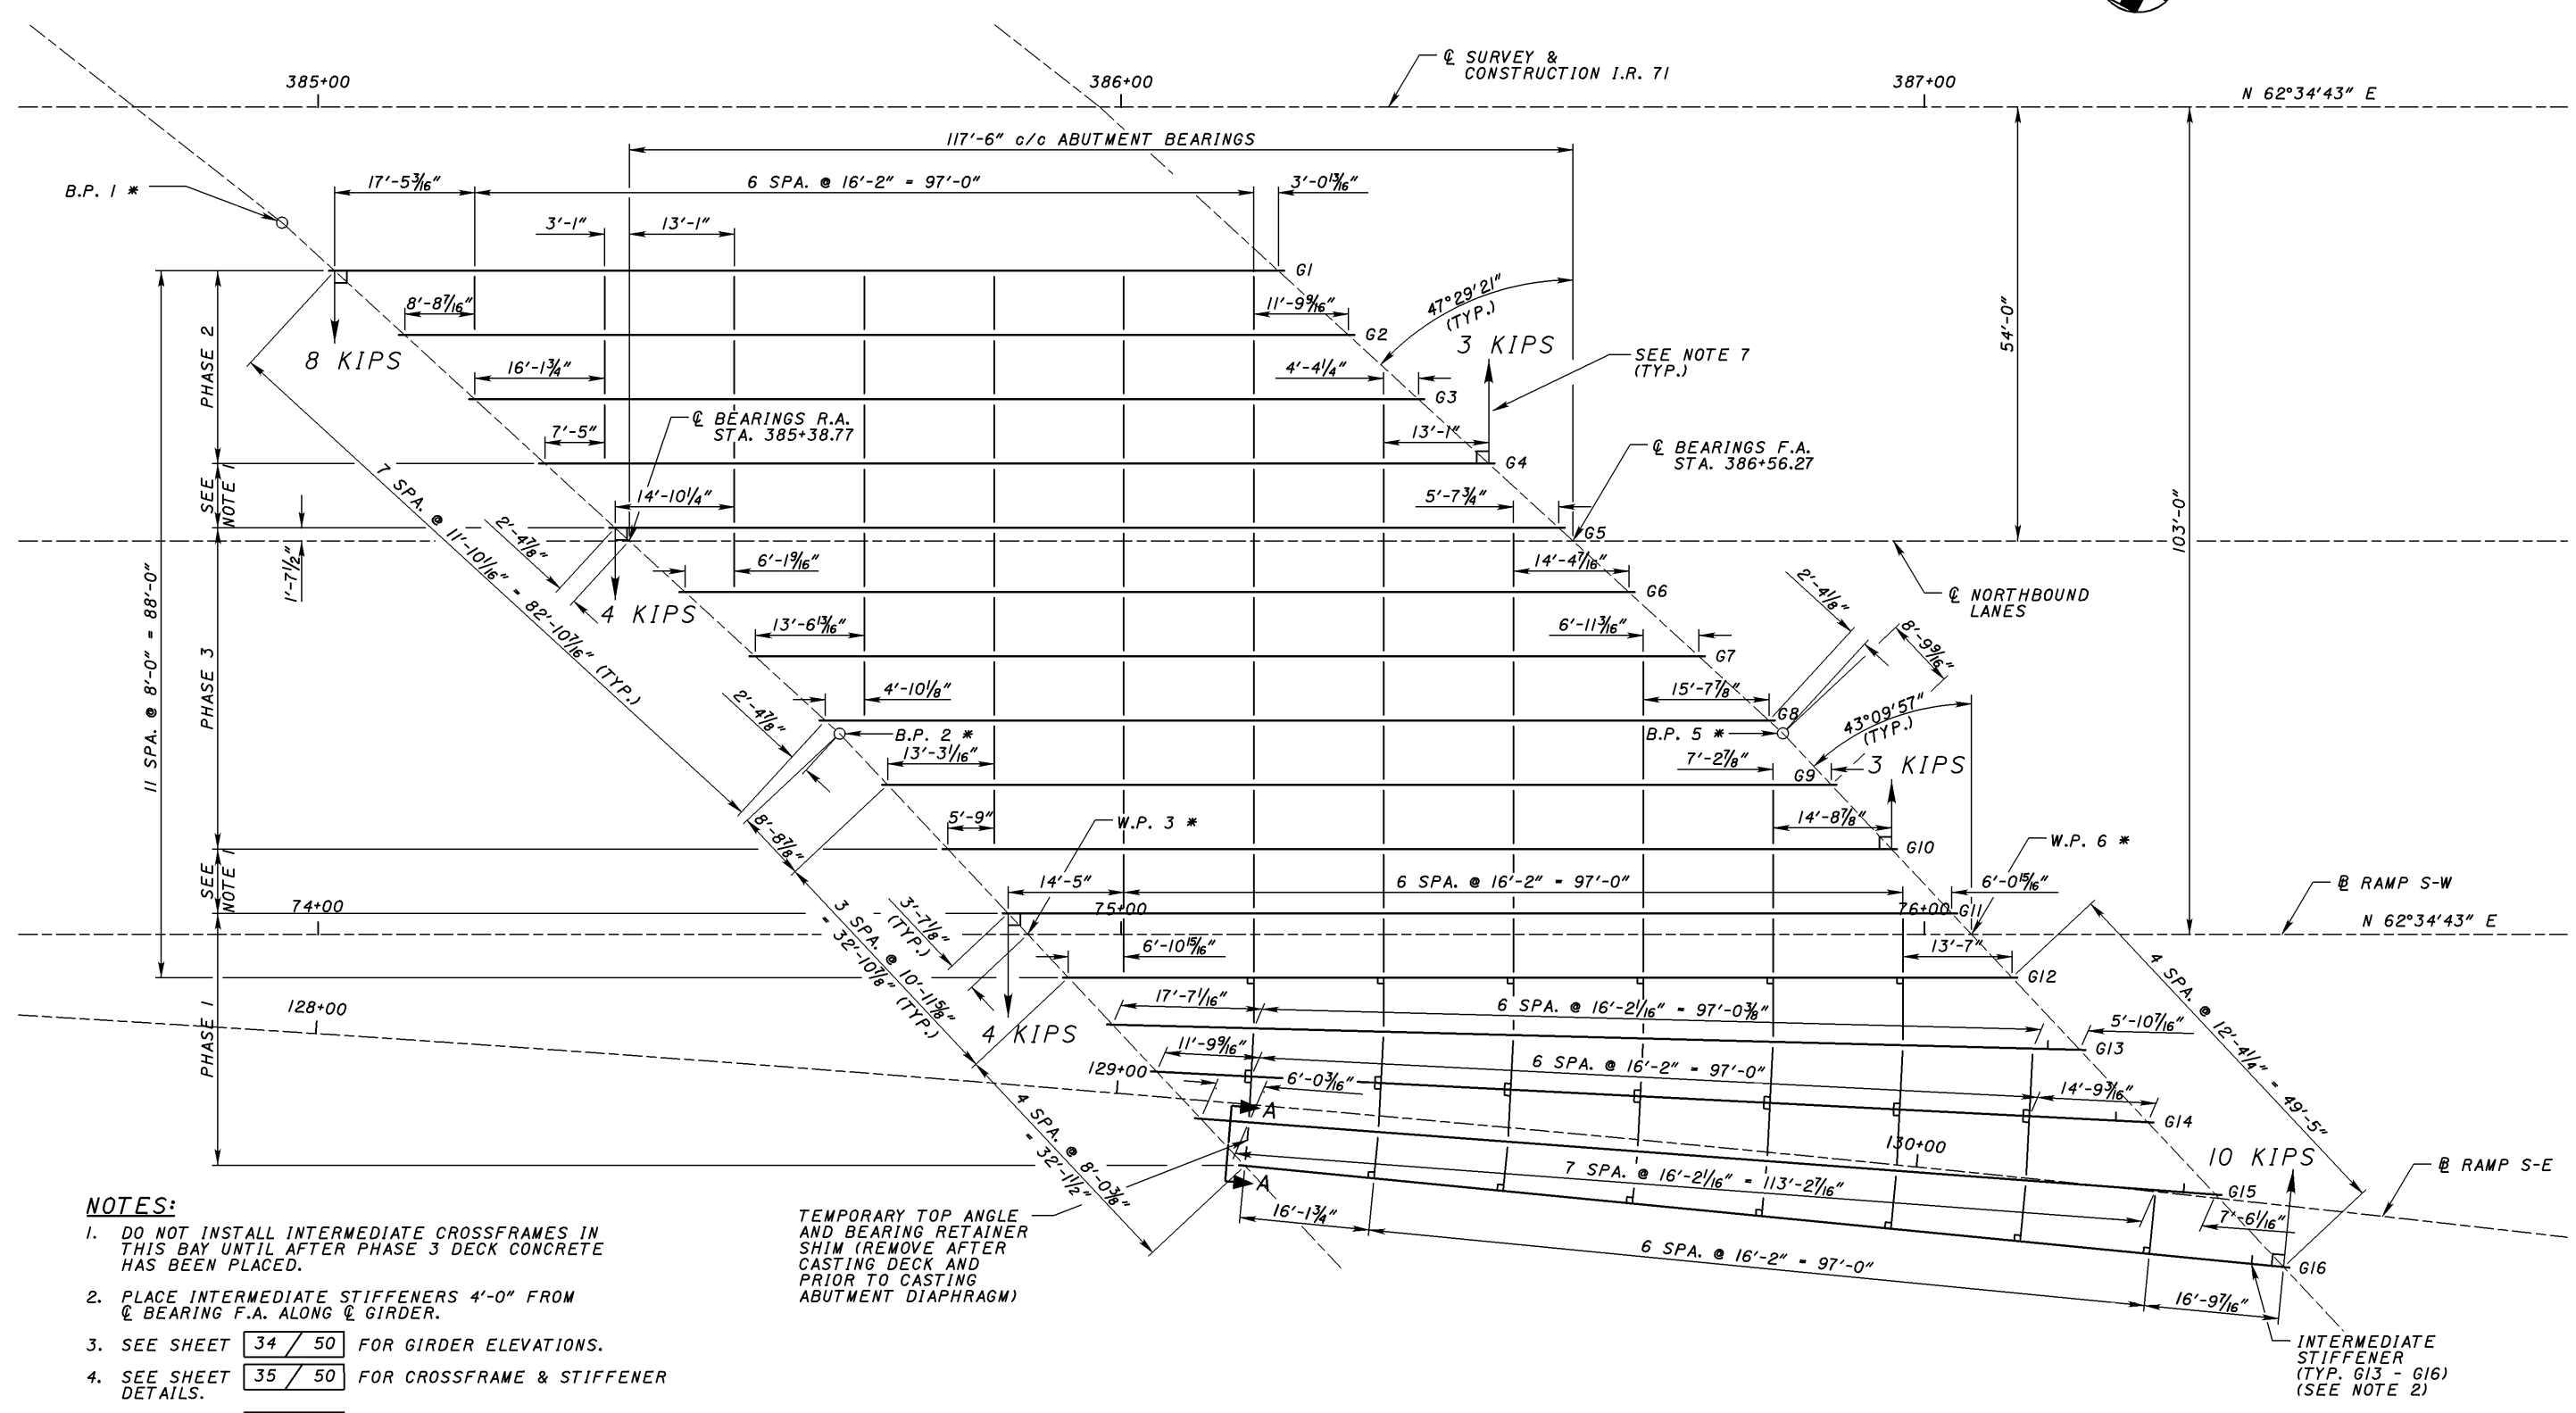 ℄ SURVEY &
CONSTRUCTION I.R. 71
385+00
386+00
387+00
N 62°34'43" E
117'-6" c/c ABUTMENT BEARINGS
B.P. 1 *
17'-5 3/16"
6 SPA. @ 16'-2" = 97'-0"
3'-0 13/16"
3'-1"
13'-1"
G1
8'-8 7/16"
11'-9 9/16"
47°29'21"
(TYP.)
G2
8 KIPS
3 KIPS
SEE NOTE 7
(TYP.)
54'-0"
PHASE 2
16'-1 3/4"
4'-4 1/4"
G3
℄ BEARINGS R.A.
STA. 385+38.77
7'-5"
13'-1"
G4
℄ BEARINGS F.A.
STA. 386+56.27
SEE
NOTE 1
14'-10 1/4"
5'-7 3/4"
G5
103'-0"
1'-7 1/2"
2'-4 7/8"
7 SPA. @ 11'-10 1/16" = 82'-10 7/16" (TYP.)
6'-1 9/16"
14'-4 7/16"
G6
4 KIPS
℄ NORTHBOUND
LANES
2'-4 1/8"
8'-9 9/16"
13'-6 13/16"
6'-11 3/16"
G7
11 SPA. @ 8'-0" = 88'-0"
PHASE 3
4'-10 1/8"
15'-7 7/8"
G8
2'-4 7/8"
B.P. 2 *
B.P. 5 *
43°09'57"
(TYP.)
13'-3 1/16"
7'-2 7/8"
G9
3 KIPS
8'-8 7/8"
5'-9"
W.P. 3 *
14'-8 7/8"
G10
W.P. 6 *
SEE
NOTE 1
14'-5"
6 SPA. @ 16'-2" = 97'-0"
6'-0 15/16"
℄ RAMP S-W
74+00
75+00
76+00
G11
N 62°34'43" E
3'-7 1/8"
(TYP.)
3 SPA. @ 10'-11 5/8"
= 32'-10 7/8" (TYP.)
6'-10 15/16"
13'-7"
G12
4 SPA. @ 12'-4 1/4" = 49'-5"
128+00
4 KIPS
17'-7 1/16"
6 SPA. @ 16'-2 1/16" = 97'-0 3/8"
5'-10 7/16"
G13
PHASE 1
11'-9 9/16"
129+00
6'-0 3/16"
6 SPA. @ 16'-2" = 97'-0"
14'-9 3/16"
G14
A
4 SPA. @ 8'-0 3/8"
= 32'-1 1/2"
130+00
10 KIPS
℄ RAMP S-E
7 SPA. @ 16'-2 1/16" = 113'-2 7/16"
A
G15
7'-6 1/16"
16'-1 3/4"
6 SPA. @ 16'-2" = 97'-0"
G16
16'-9 7/16"
TEMPORARY TOP ANGLE
AND BEARING RETAINER
SHIM (REMOVE AFTER
CASTING DECK AND
PRIOR TO CASTING
ABUTMENT DIAPHRAGM)
INTERMEDIATE
STIFFENER
(TYP. G13 - G16)
(SEE NOTE 2)
NOTES:
1. DO NOT INSTALL INTERMEDIATE CROSSFRAMES IN
THIS BAY UNTIL AFTER PHASE 3 DECK CONCRETE
HAS BEEN PLACED.
2. PLACE INTERMEDIATE STIFFENERS 4'-0" FROM
℄ BEARING F.A. ALONG ℄ GIRDER.
3. SEE SHEET 34 / 50 FOR GIRDER ELEVATIONS.
4. SEE SHEET 35 / 50 FOR CROSSFRAME & STIFFENER
DETAILS.